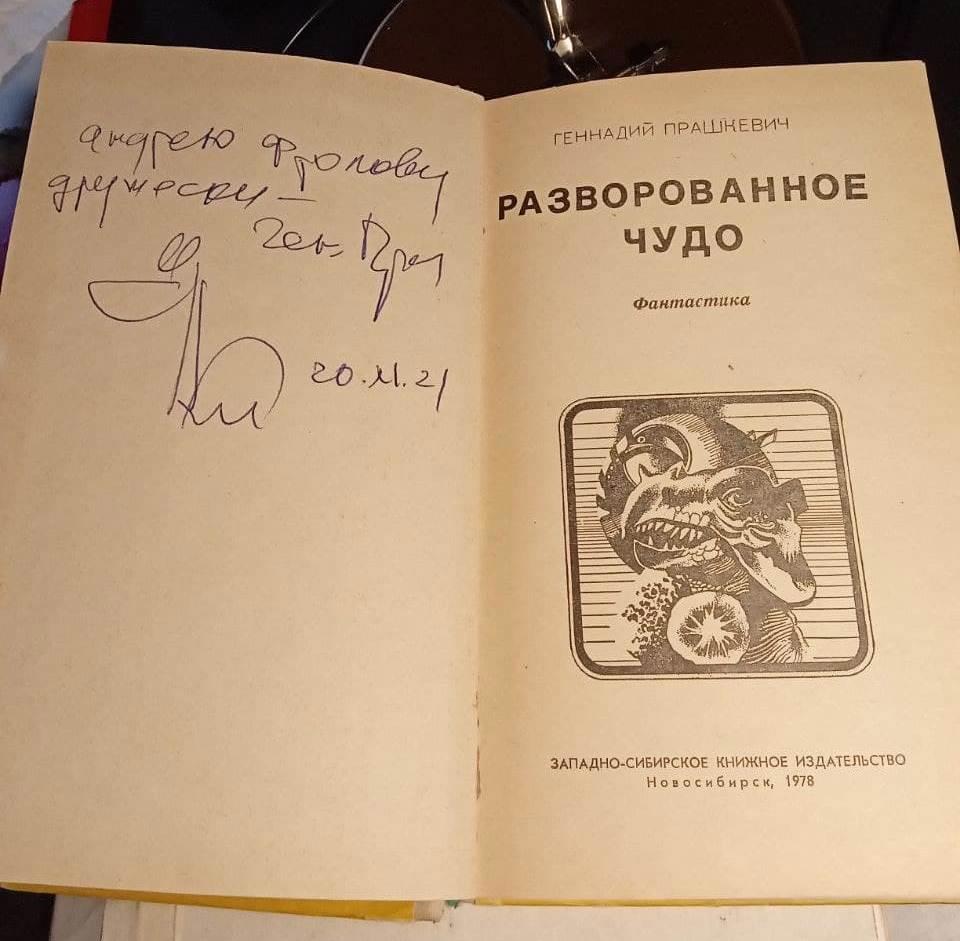 Андрею Фролову
дружески —
Ген. Праш
20.XI.21
ГЕННАДИЙ ПРАШКЕВИЧ
РАЗВОРОВАННОЕ
ЧУДО
Фантастика
ЗАПАДНО-СИБИРСКОЕ КНИЖНОЕ ИЗДАТЕЛЬСТВО
Новосибирск, 1978